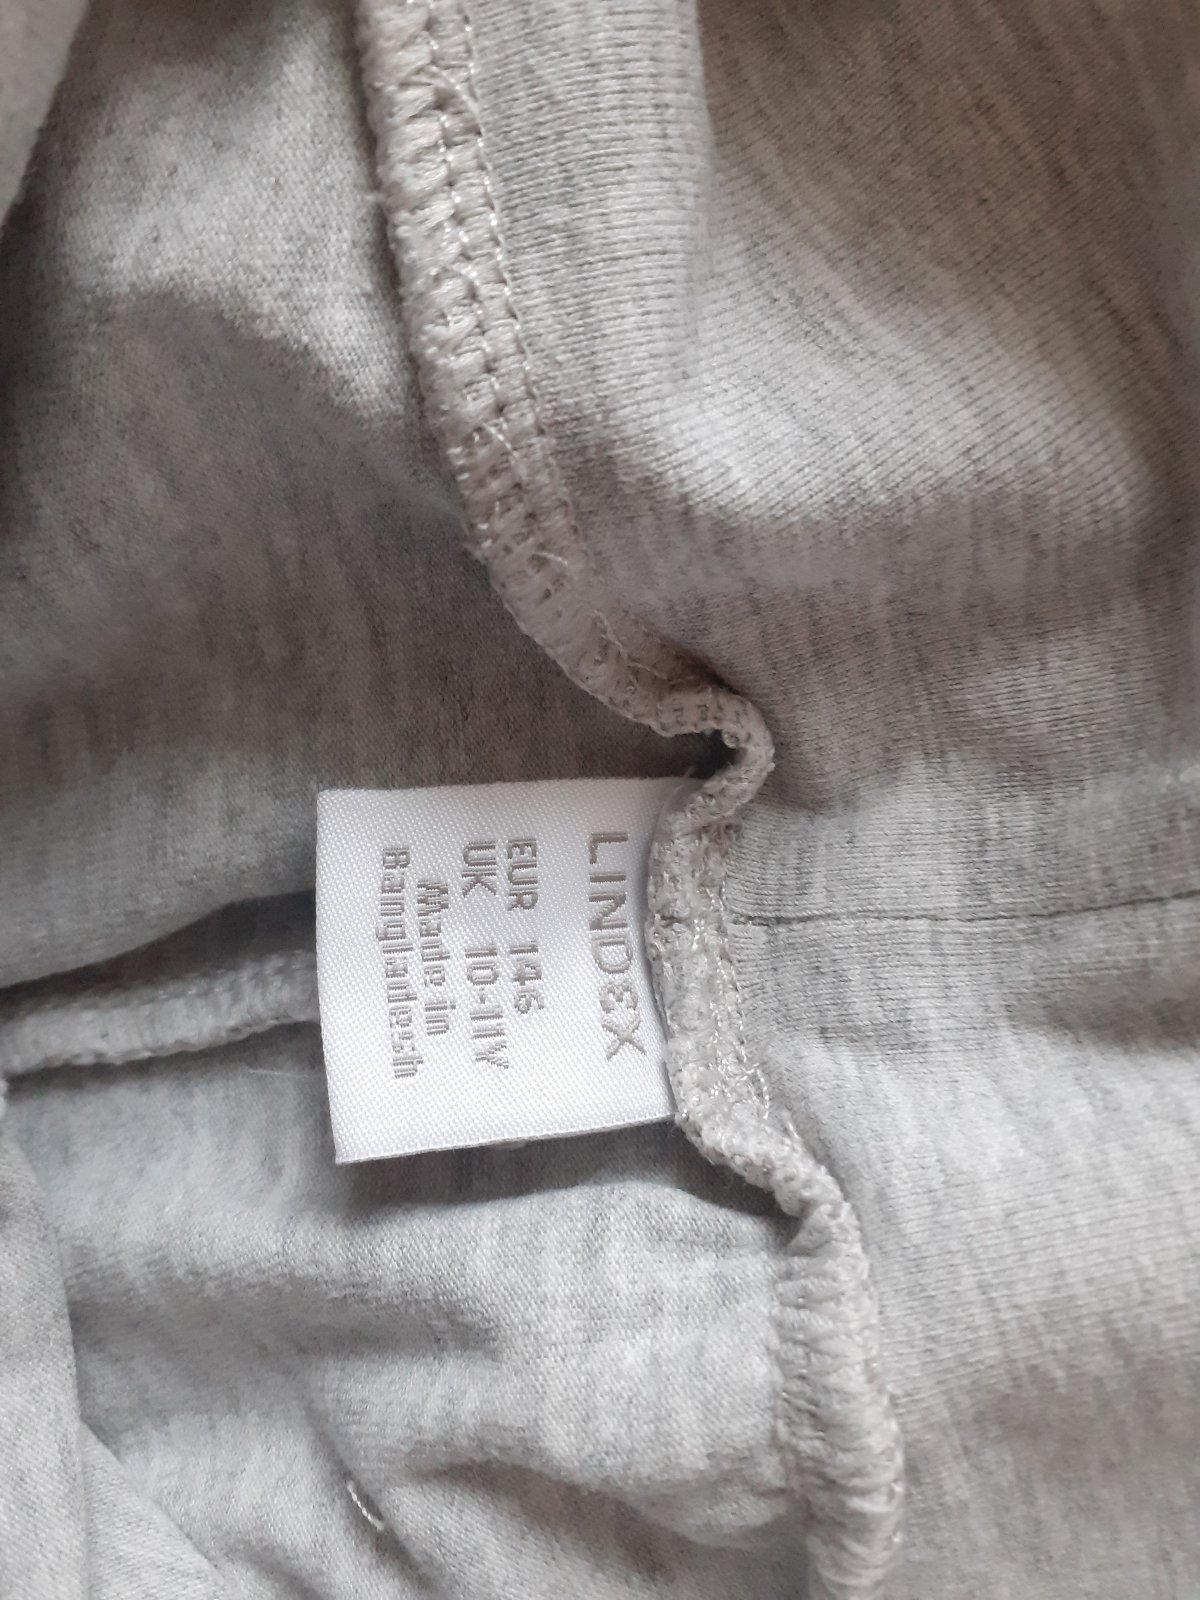 LINDEX
EUR 146
UK 10-11Y
Made in
Bangladesh